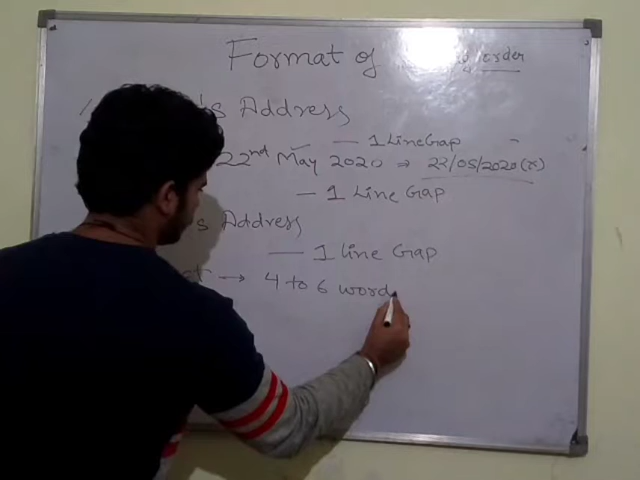 Format of order
's Address
— 1 Line Gap
22nd May 2020 ⇒ 22/05/2020 (x)
— 1 Line Gap
's Address
— 1 line Gap
→ 4 to 6 word